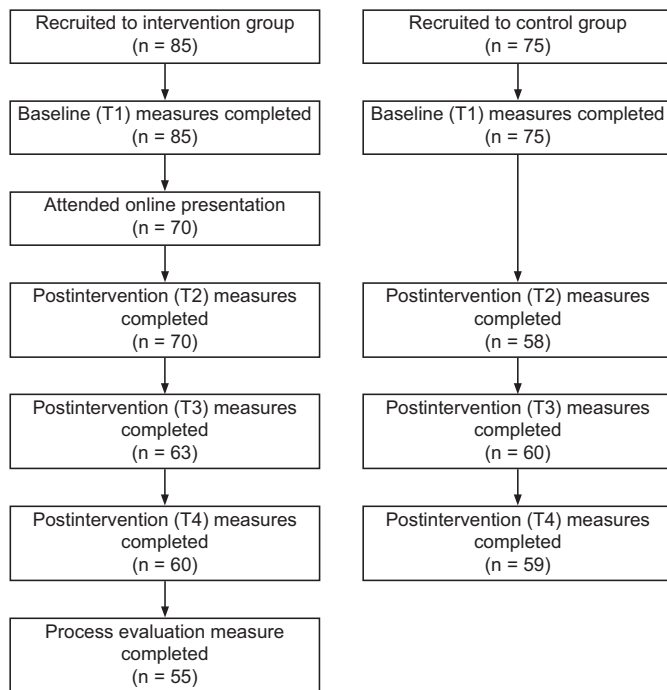 Recruited to intervention group
(n = 85)
Baseline (T1) measures completed
(n = 85)
Attended online presentation
(n = 70)
Postintervention (T2) measures
completed
(n = 70)
Postintervention (T3) measures
completed
(n = 63)
Postintervention (T4) measures
completed
(n = 60)
Process evaluation measure
completed
(n = 55)
Recruited to control group
(n = 75)
Baseline (T1) measures completed
(n = 75)
Postintervention (T2) measures
completed
(n = 58)
Postintervention (T3) measures
completed
(n = 60)
Postintervention (T4) measures
completed
(n = 59)